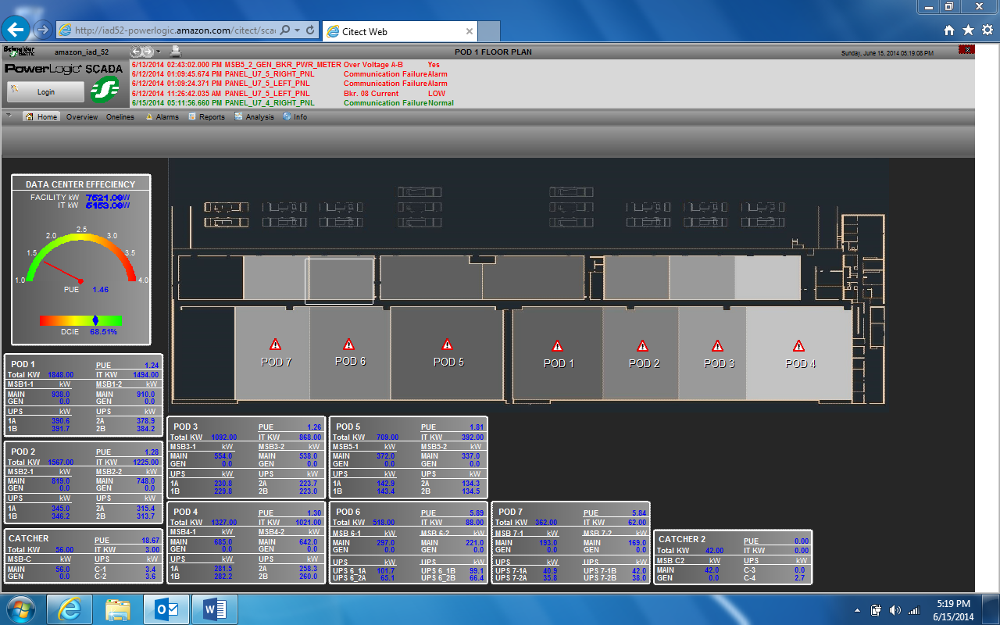 http://iad52-powerlogic.amazon.com/citect/sca
Citect Web
Schneider Electric
amazon_iad_52
POD 1 FLOOR PLAN
Sunday, June 15, 2014 05:19:08 PM
PowerLogic SCADA
Login
6/13/2014 02:43:02.000 PM MSB5_2_GEN_BKR_PWR_METER Over Voltage A-B Yes
6/12/2014 01:09:45.674 PM PANEL_U7_5_RIGHT_PNL Communication Failure Alarm
6/12/2014 01:09:24.371 PM PANEL_U7_5_LEFT_PNL Communication Failure Alarm
6/12/2014 11:26:42.035 AM PANEL_U7_5_LEFT_PNL Bkr. 08 Current LOW
6/15/2014 05:11:56.660 PM PANEL_U7_4_RIGHT_PNL Communication Failure Normal
Home Overview Onelines Alarms Reports Analysis Info
DATA CENTER EFFECIENCY
FACILITY kW 7521.00
IT kW
1.0 1.5 2.0 2.5 3.0 3.5 4.0
PUE 1.46
DCIE 68.51%
POD 7 POD 6 POD 5 POD 1 POD 2 POD 3 POD 4
POD 1 PUE 1.24
Total KW 1848.00 IT KW 1494.00
MSB1-1 kW MSB1-2 kW
MAIN 938.0 MAIN 910.0
GEN 0.0 GEN 0.0
UPS kW UPS kW
1A 390.6 2A 378.9
1B 391.7 2B 384.2
POD 2 PUE 1.28
Total KW 1567.00 IT KW 1225.00
MSB2-1 kW MSB2-2 kW
MAIN 819.0 MAIN 748.0
GEN 0.0 GEN 0.0
UPS kW UPS kW
1A 345.0 2A 315.4
1B 346.2 2B 313.7
CATCHER PUE 18.67
Total KW 56.00 IT KW 3.00
MSB-C kW UPS kW
MAIN 56.0 C-1 3.4
GEN 0.0 C-2 3.6
POD 3 PUE 1.26
Total KW 1092.00 IT KW 868.00
MSB3-1 kW MSB3-2 kW
MAIN 554.0 MAIN 538.0
GEN 0.0 GEN 0.0
UPS kW UPS kW
1A 230.8 2A 223.7
1B 229.8 2B 223.0
POD 4 PUE 1.30
Total KW 1327.00 IT KW 1021.00
MSB4-1 kW MSB4-2 kW
MAIN 685.0 MAIN 642.0
GEN 0.0 GEN 0.0
UPS kW UPS kW
1A 281.5 2A 258.3
1B 282.2 2B 260.0
POD 5 PUE 1.81
Total KW 709.00 IT KW 392.00
MSB5-1 kW MSB5-2 kW
MAIN 372.0 MAIN 337.0
GEN 0.0 GEN 0.0
UPS kW UPS kW
1A 142.9 2A 134.3
1B 143.4 2B 134.5
POD 6 PUE 5.89
Total KW 518.00 IT KW 88.00
MSB 6-1 kW MSB 6-2 kW
MAIN 297.0 MAIN 221.0
GEN 0.0 GEN 0.0
UPS kW UPS kW
UPS 6_1A 101.7 UPS 6_1B 99.1
UPS 6_2A 65.1 UPS 6_2B 66.4
POD 7 PUE 5.84
Total KW 362.00 IT KW 62.00
MSB 7-1 kW MSB 7-2 kW
MAIN 193.0 MAIN 169.0
GEN 0.0 GEN 0.0
UPS kW UPS kW
UPS 7-1A 40.9 UPS 7-1B 42.0
UPS 7-2A 35.8 UPS 7-2B 38.0
CATCHER 2 PUE 0.00
Total KW 42.00 IT KW 0.00
MSB C2 kW UPS kW
MAIN 42.0 C-3 0.0
GEN 0.0 C-4 2.7
5:19 PM
6/15/2014